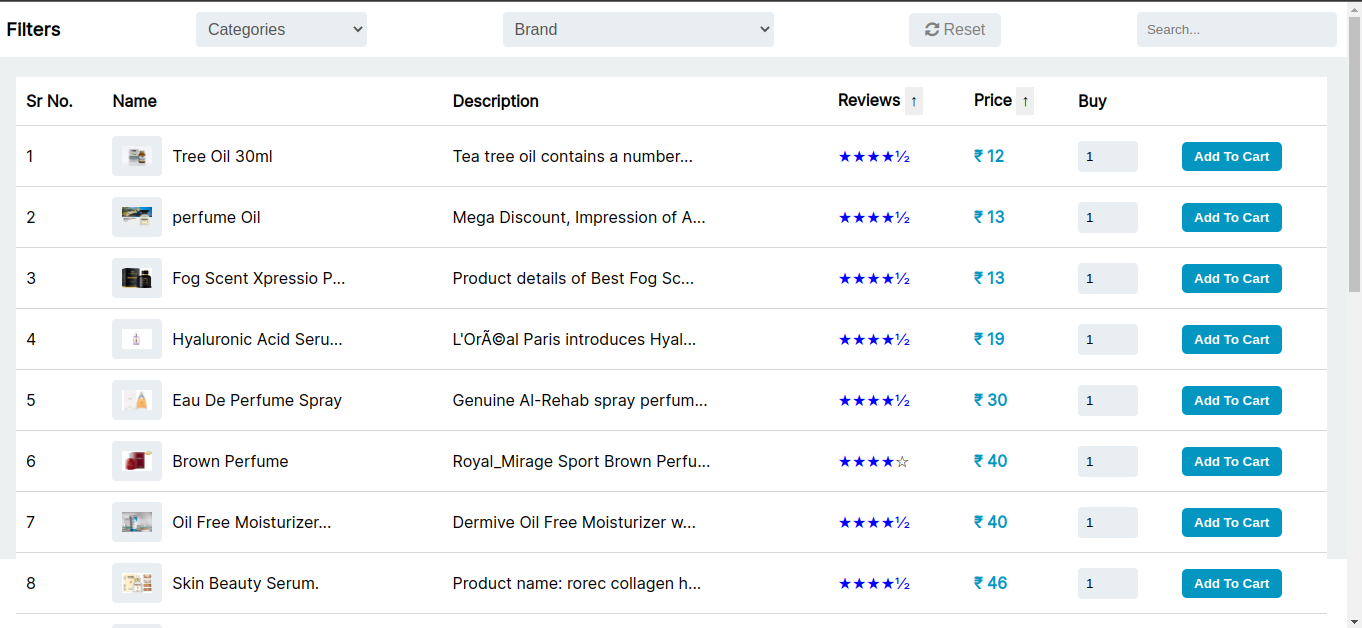 Filters Categories Brand Reset Search...
Sr No. Name Description Reviews ↑ Price ↑ Buy
1 Tree Oil 30ml Tea tree oil contains a number... ★★★★½ ₹ 12 1 Add To Cart
2 perfume Oil Mega Discount, Impression of A... ★★★★½ ₹ 13 1 Add To Cart
3 Fog Scent Xpressio P... Product details of Best Fog Sc... ★★★★½ ₹ 13 1 Add To Cart
4 Hyaluronic Acid Seru... L'OrÃ©al Paris introduces Hyal... ★★★★½ ₹ 19 1 Add To Cart
5 Eau De Perfume Spray Genuine Al-Rehab spray perfum... ★★★★½ ₹ 30 1 Add To Cart
6 Brown Perfume Royal_Mirage Sport Brown Perfu... ★★★★☆ ₹ 40 1 Add To Cart
7 Oil Free Moisturizer... Dermive Oil Free Moisturizer w... ★★★★½ ₹ 40 1 Add To Cart
8 Skin Beauty Serum. Product name: rorec collagen h... ★★★★½ ₹ 46 1 Add To Cart